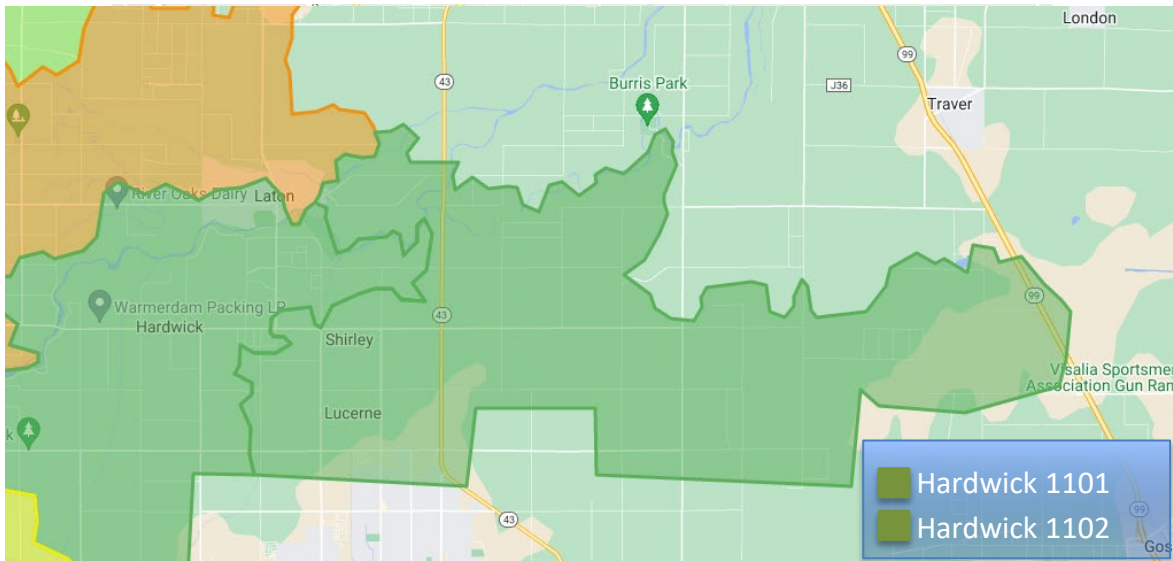 London
99
43
J36
Burris Park
Traver
River Oaks Dairy
Laton
99
Warmerdam Packing LP
43
Hardwick
Shirley
Visalia Sportsme
Association Gun Ran
Lucerne
k
Hardwick 1101
Hardwick 1102
43
99
Gos